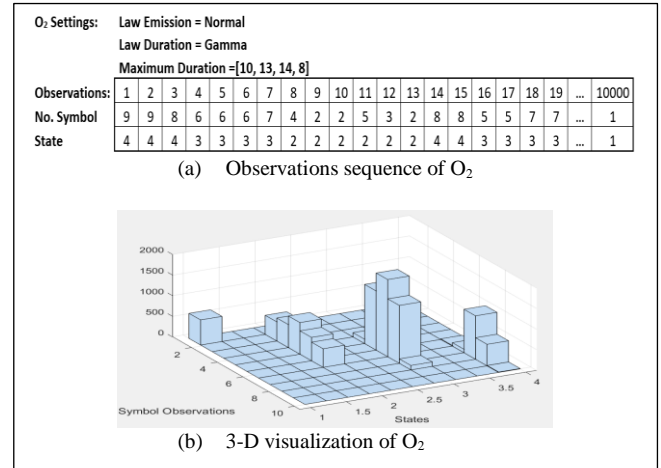 O₂ Settings: Law Emission = Normal
Law Duration = Gamma
Maximum Duration =[10, 13, 14, 8]
Observations: 1 2 3 4 5 6 7 8 9 10 11 12 13 14 15 16 17 18 19 ... 10000
No. Symbol 9 9 8 6 6 6 7 4 2 2 5 3 2 8 8 5 5 7 7 ... 1
State 4 4 4 3 3 3 3 2 2 2 2 2 2 4 4 3 3 3 3 ... 1
(a) Observations sequence of O₂
2000
1500
1000
500
0
2
4
6
8
10
Symbol Observations
1 1.5 2 2.5 3 3.5 4
States
(b) 3-D visualization of O₂